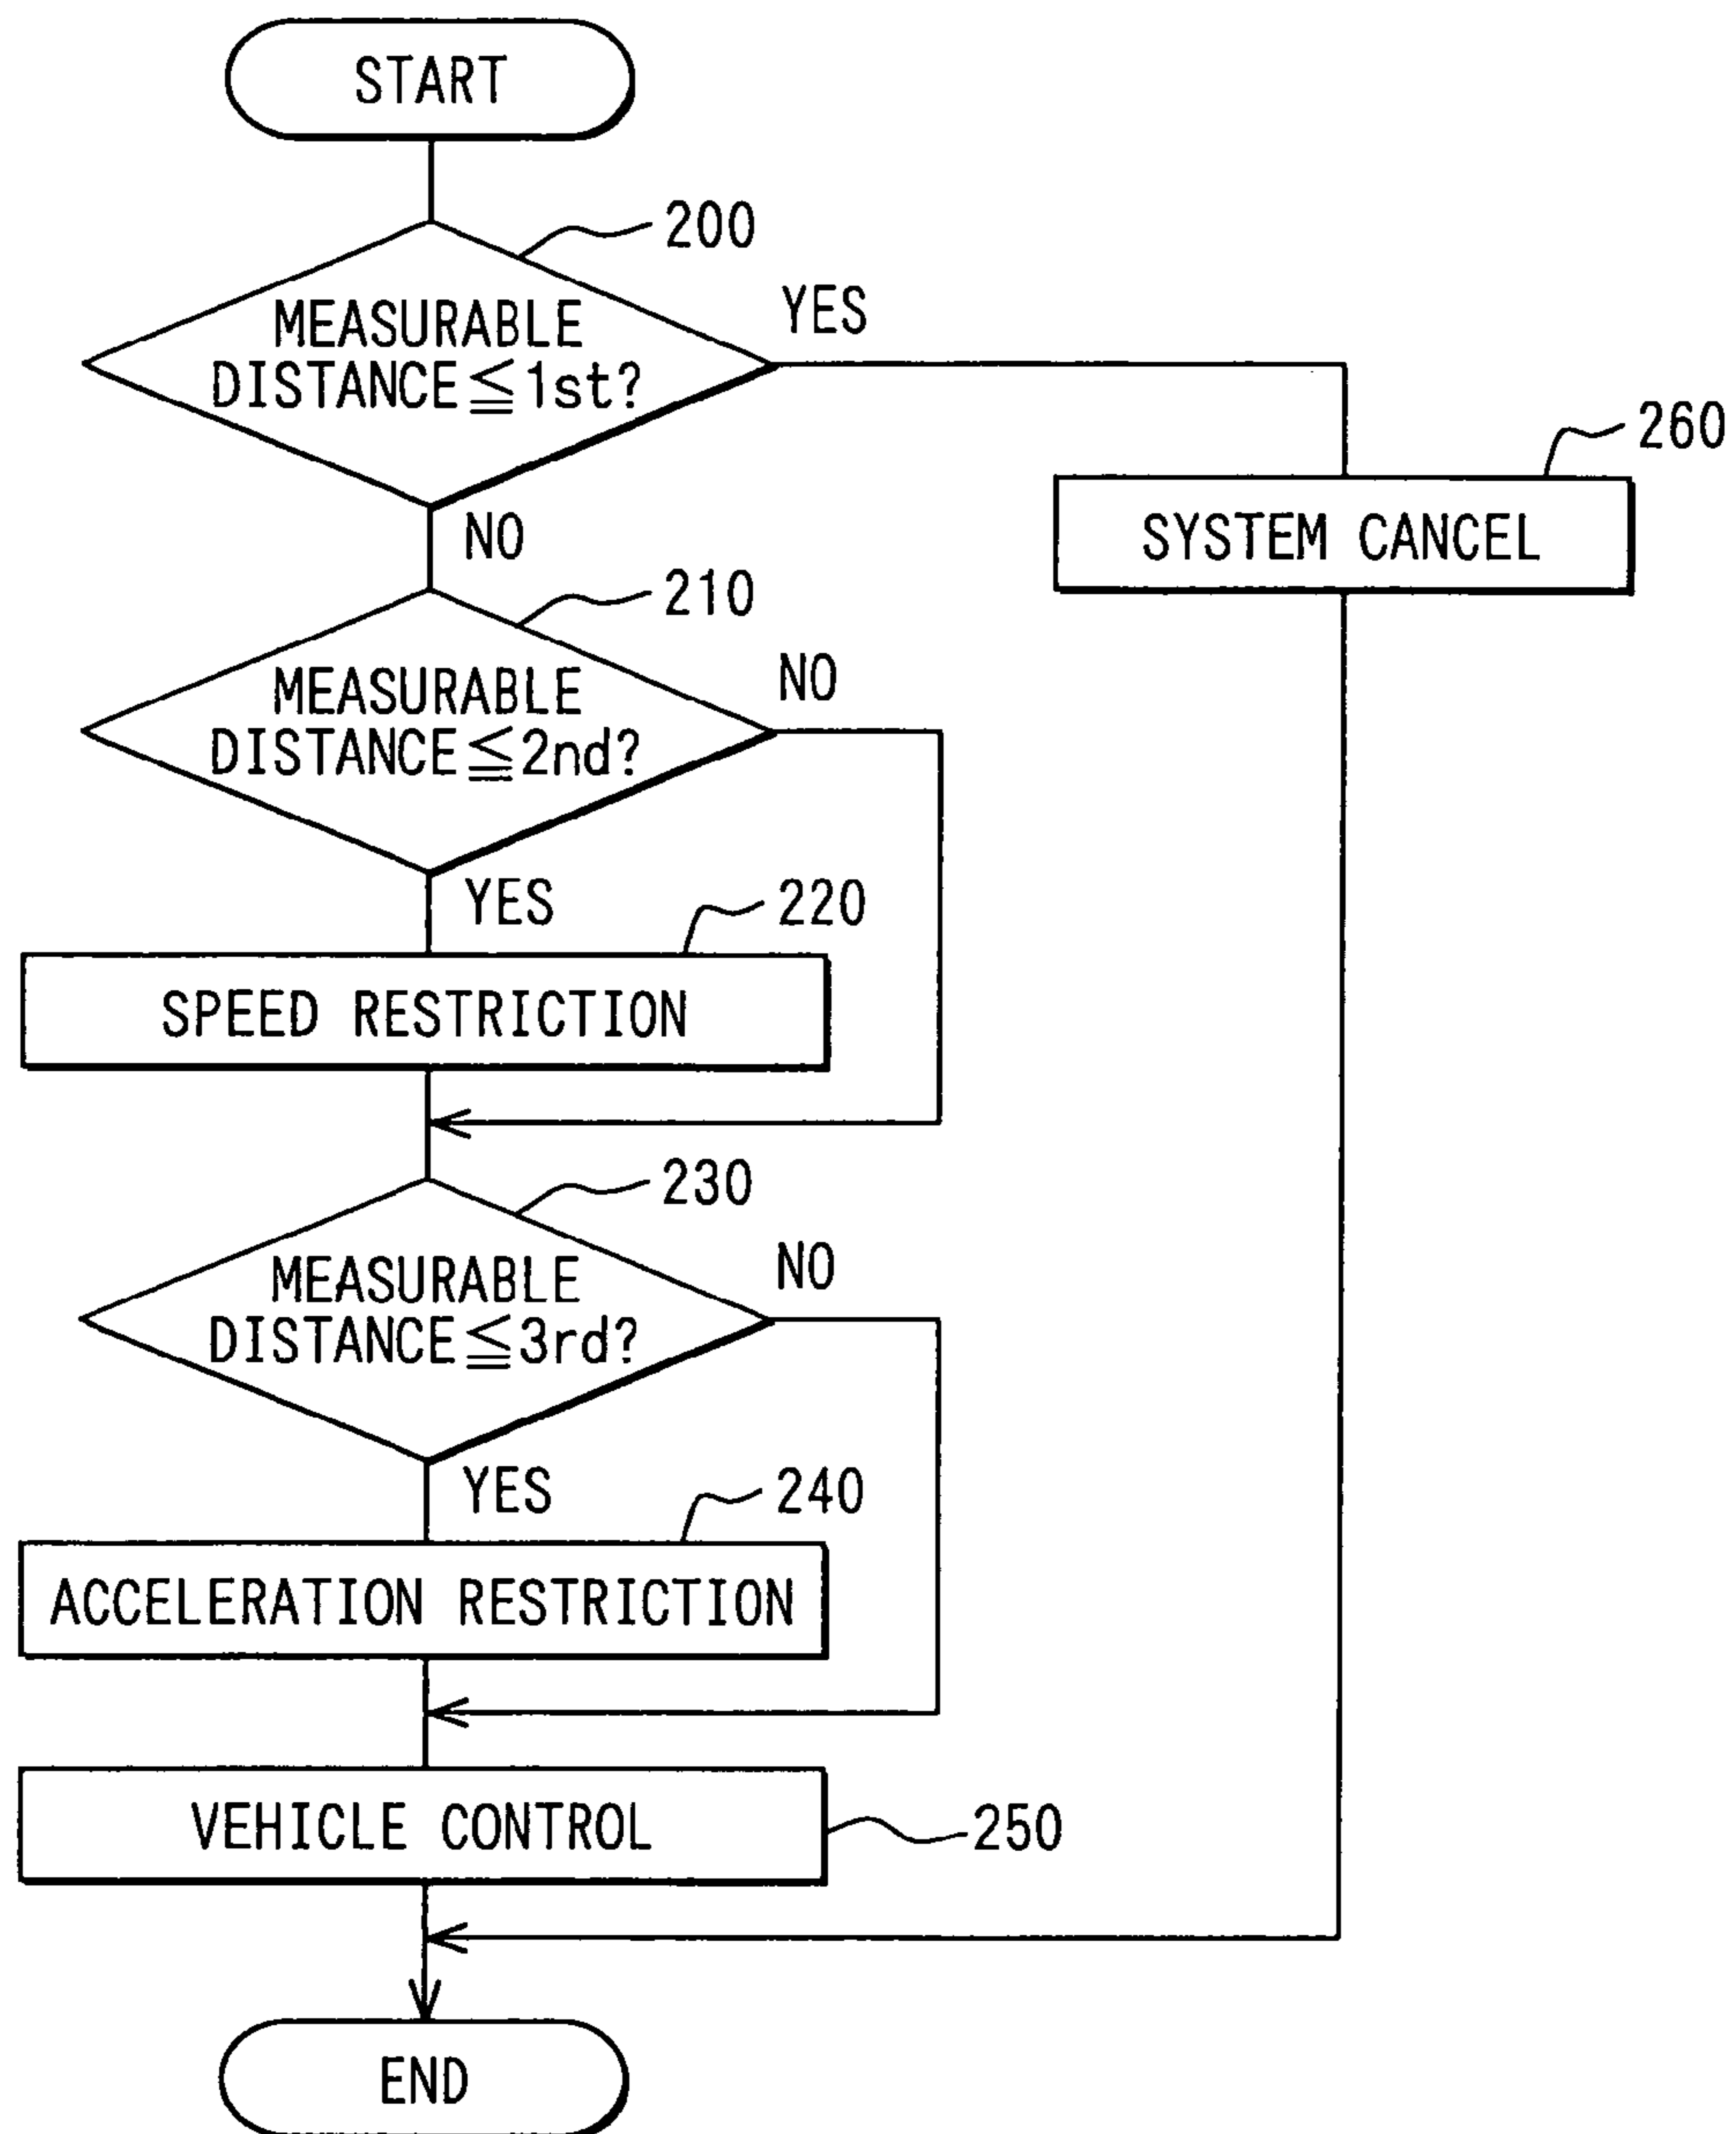 START
200
MEASURABLE
DISTANCE≦1st?
YES
260
SYSTEM CANCEL
NO
210
MEASURABLE
DISTANCE≦2nd?
NO
YES
220
SPEED RESTRICTION
230
MEASURABLE
DISTANCE≦3rd?
NO
YES
240
ACCELERATION RESTRICTION
VEHICLE CONTROL
250
END